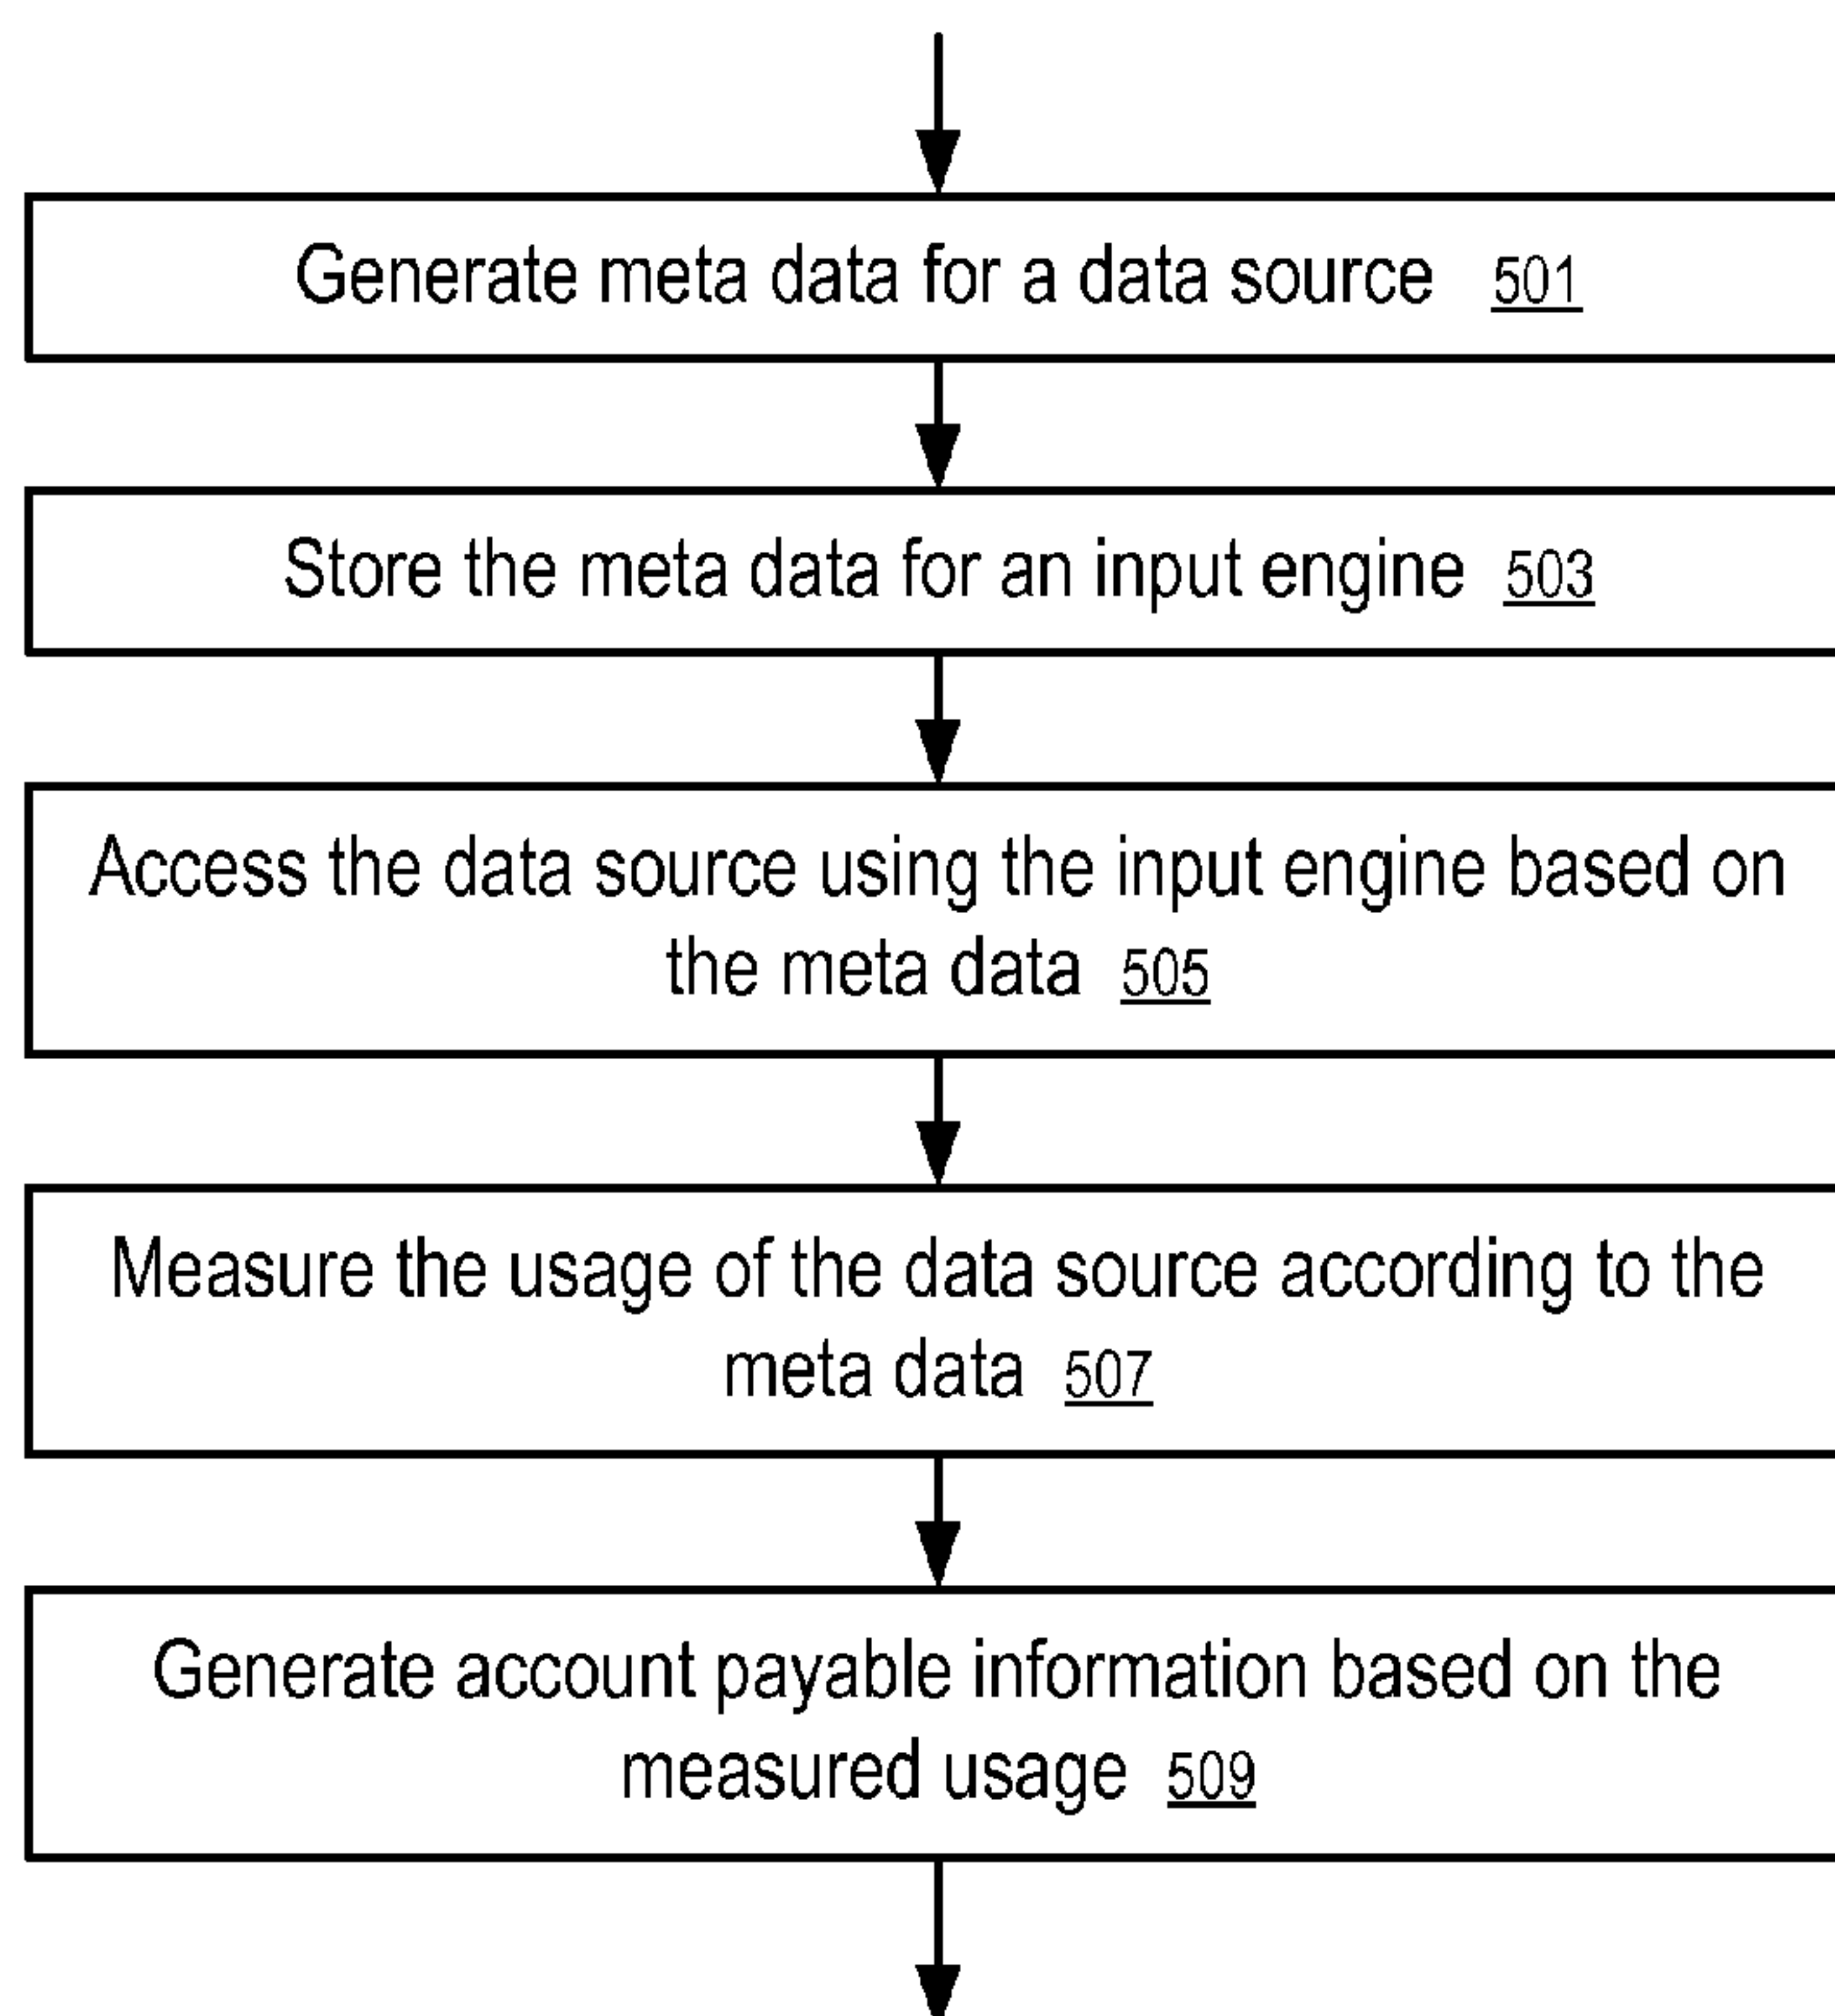 Generate meta data for a data source 501
Store the meta data for an input engine 503
Access the data source using the input engine based on
the meta data 505
Measure the usage of the data source according to the
meta data 507
Generate account payable information based on the
measured usage 509